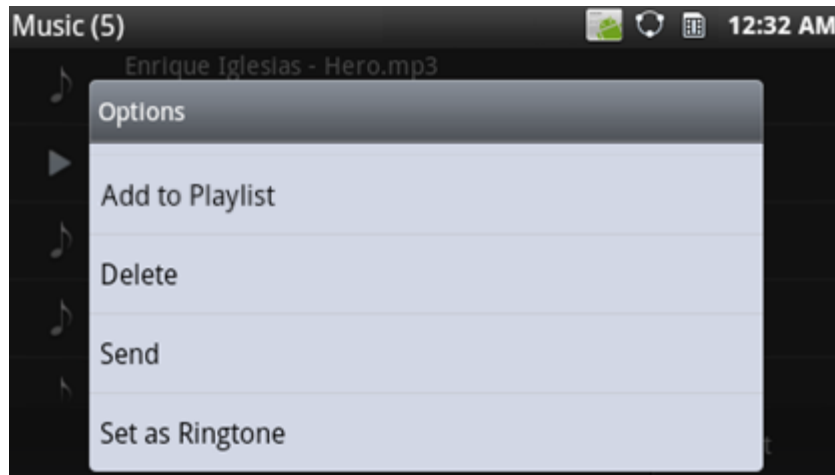 Music (5)
12:32 AM
Enrique Iglesias - Hero.mp3
Options
Add to Playlist
Delete
Send
Set as Ringtone